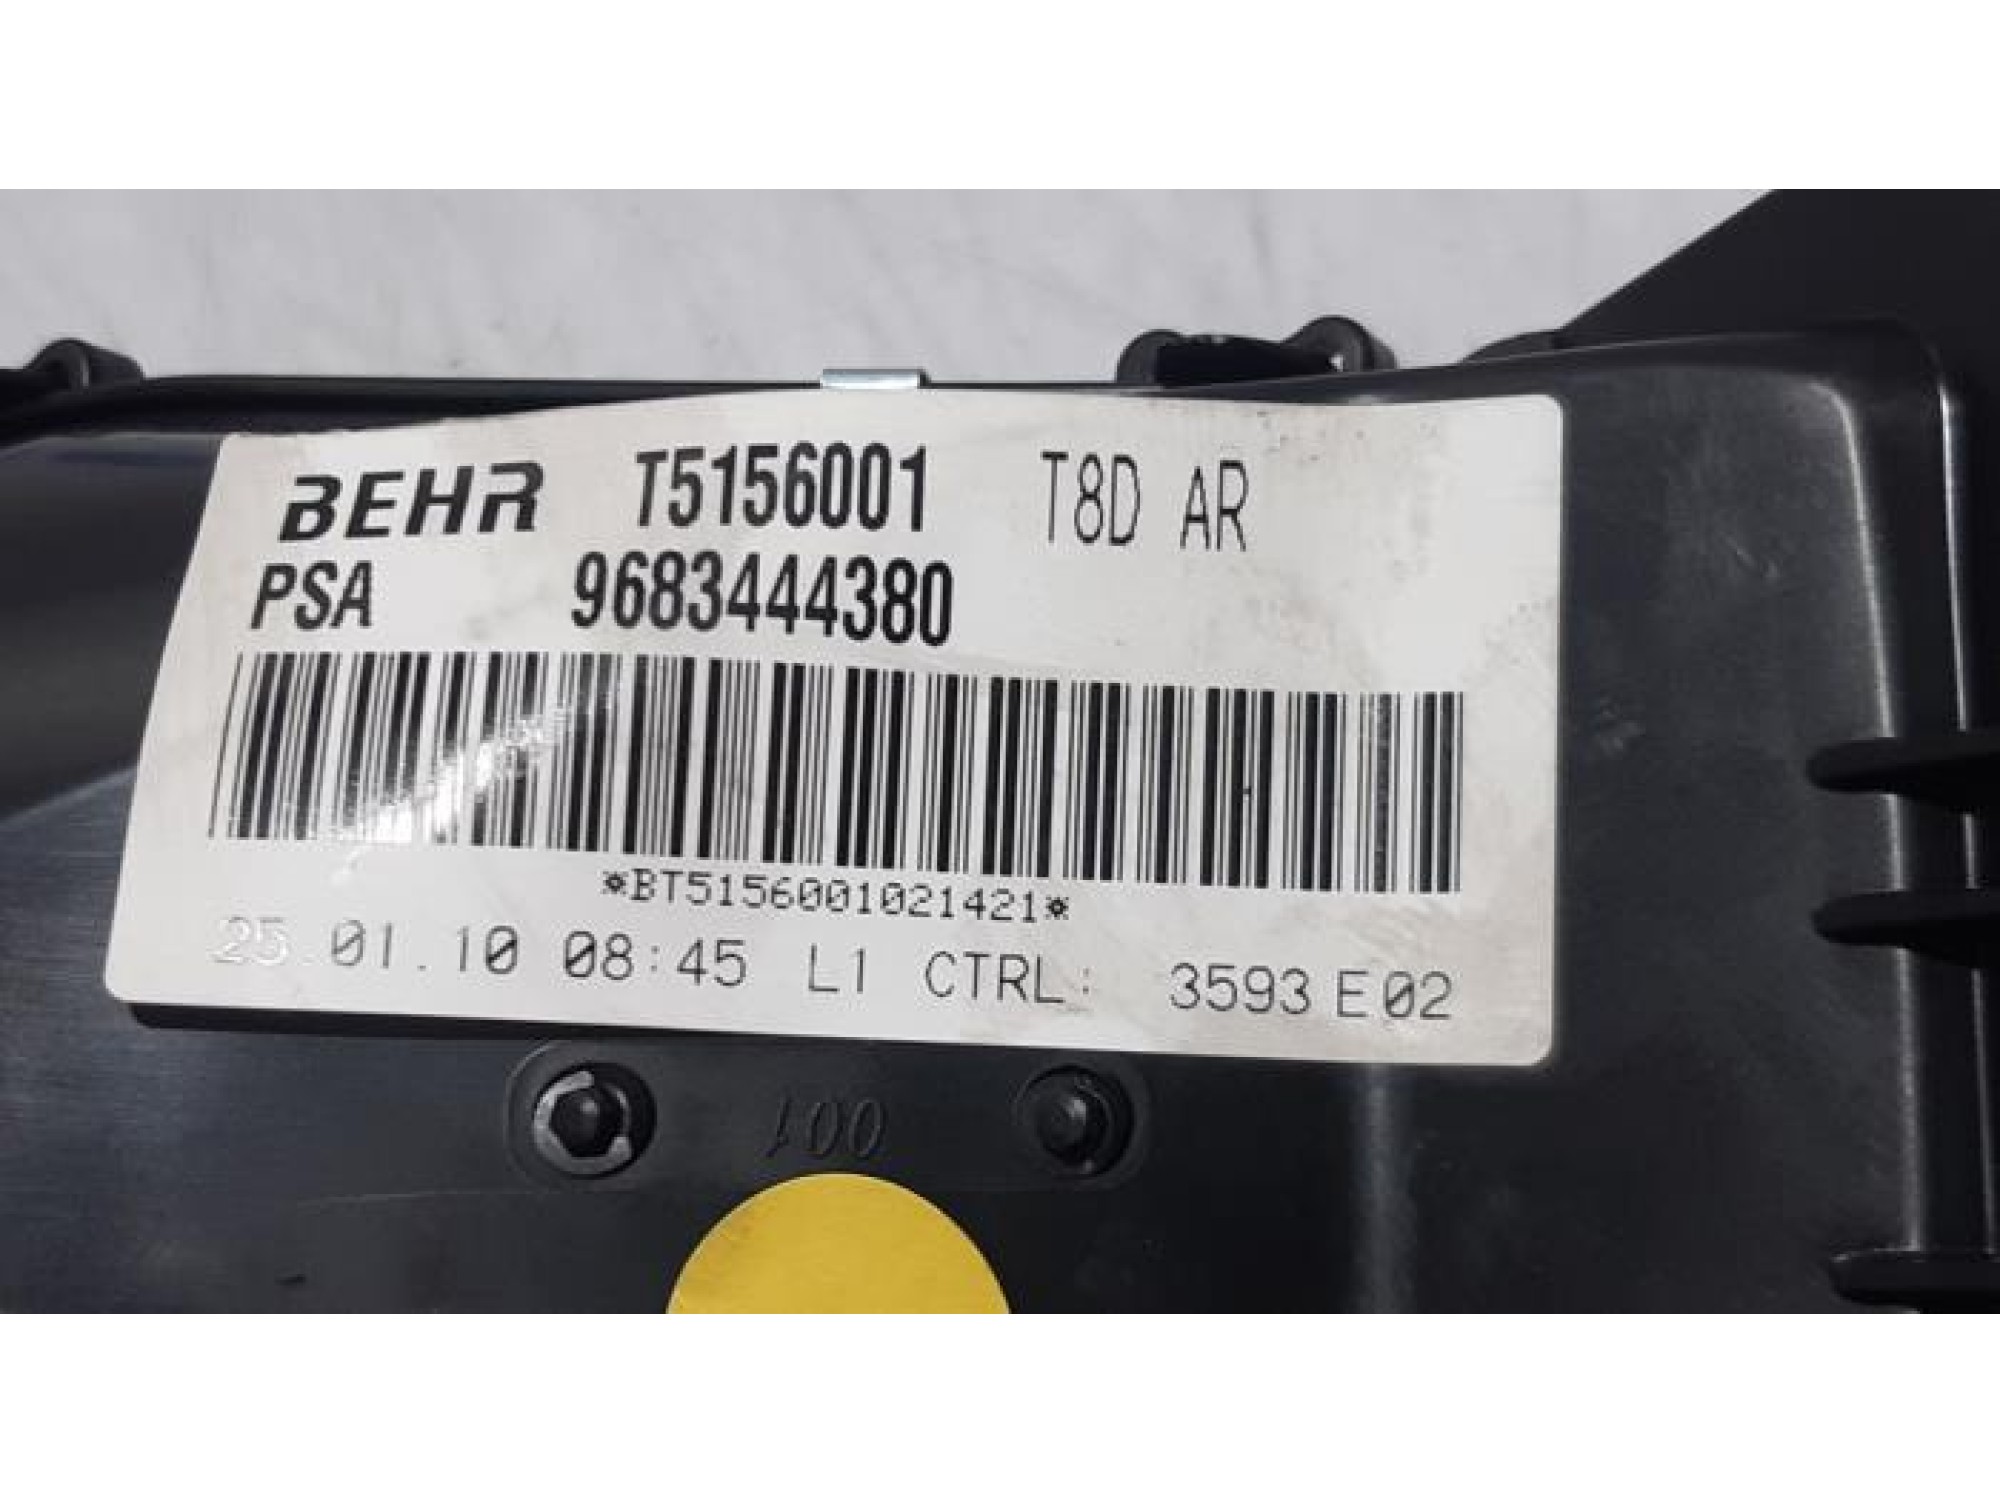 BEHR T5156001 T8D AR
PSA 9683444380
*BT5156001021421*
25.01.10 08:45 L1 CTRL: 3593 E02
001